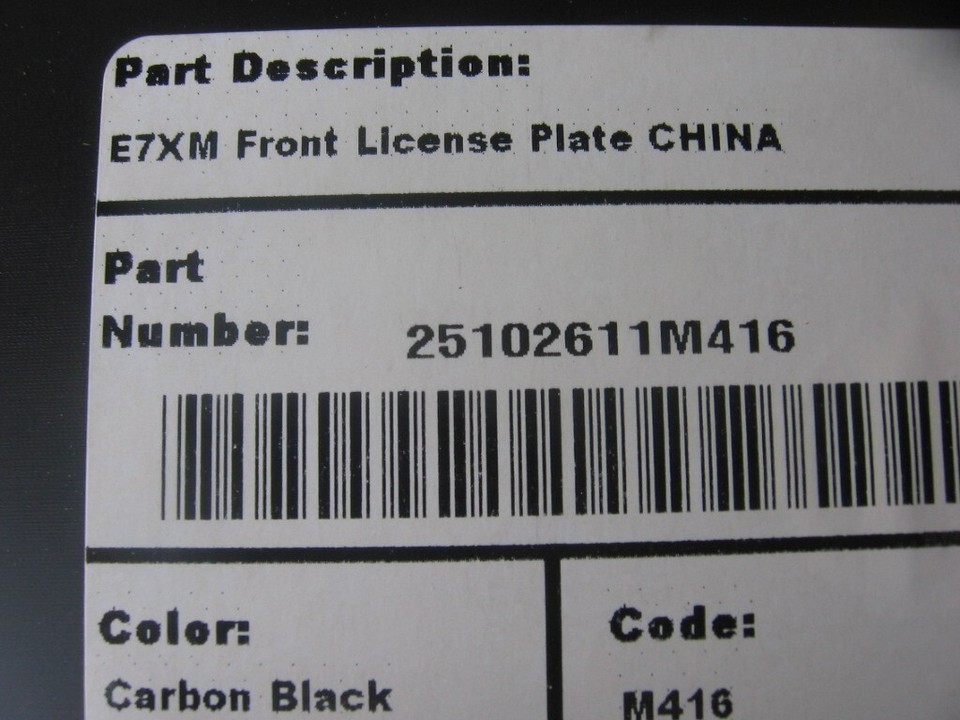 Part Description:
E7XM Front License Plate CHINA
Part
Number: 25102611M416
Color:
Carbon Black
Code:
M416